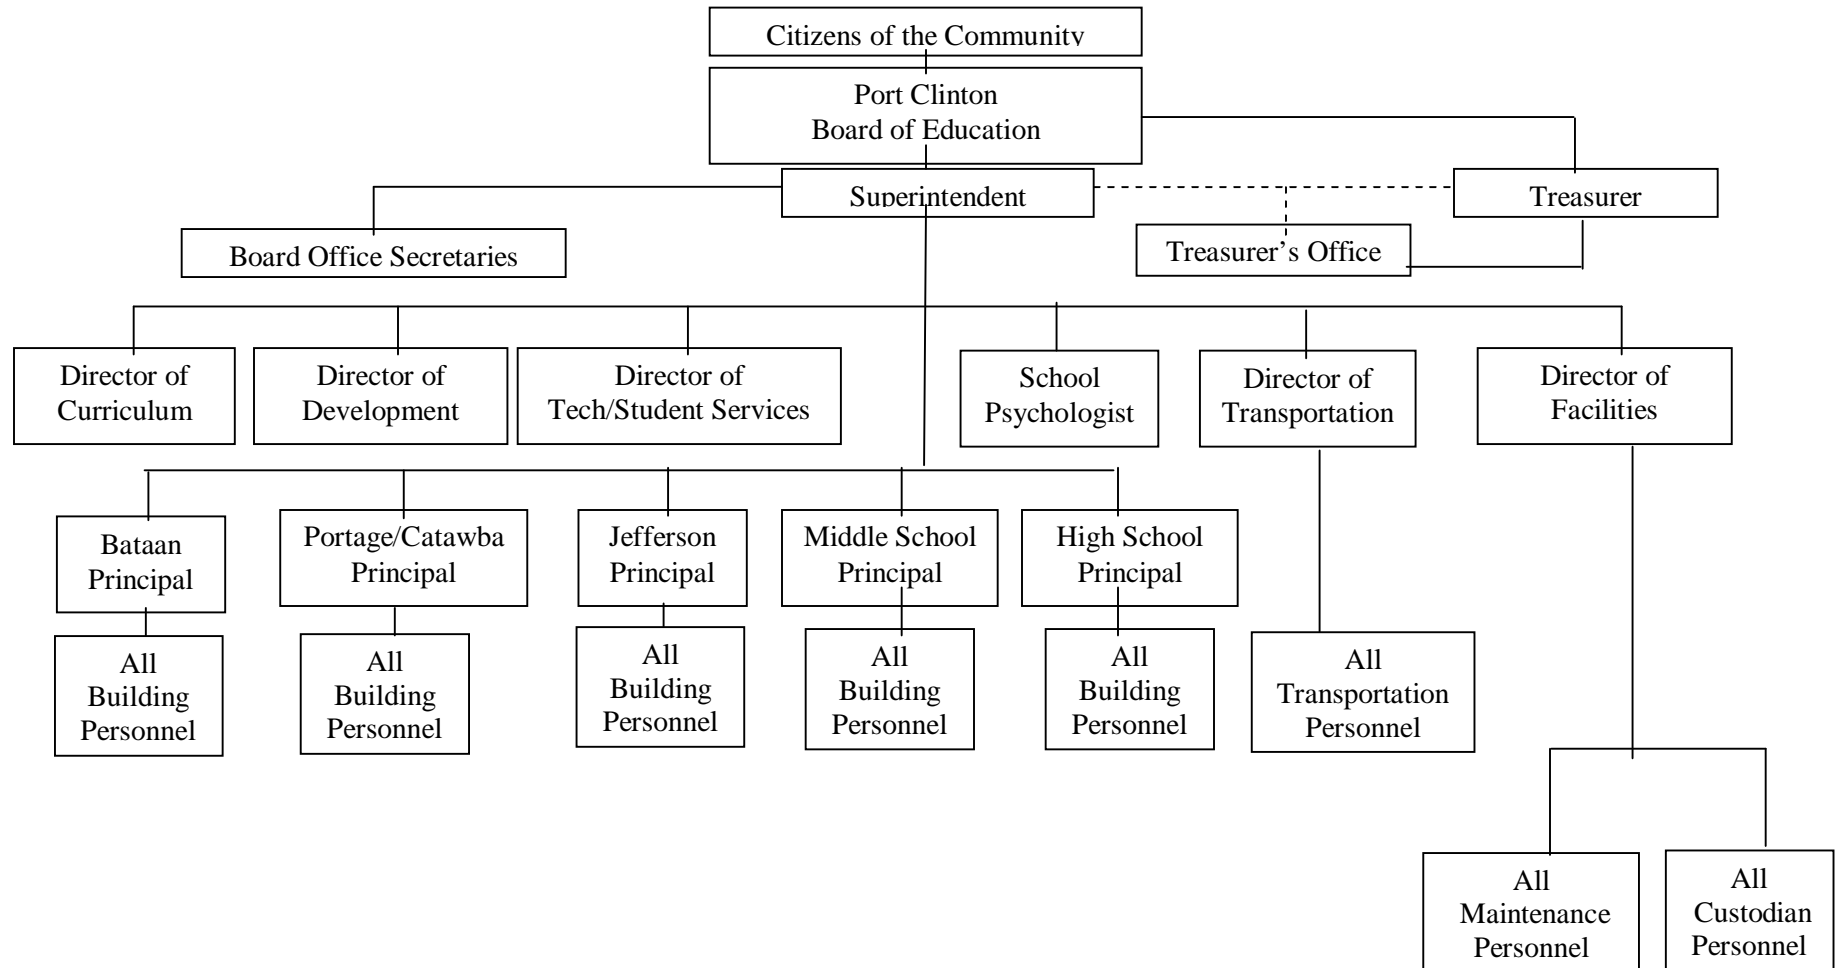 Citizens of the Community
Port Clinton
Board of Education
Superintendent
Treasurer
Board Office Secretaries
Treasurer’s Office
Director of
Curriculum
Director of
Development
Director of
Tech/Student Services
School
Psychologist
Director of
Transportation
Director of
Facilities
Bataan
Principal
Portage/Catawba
Principal
Jefferson
Principal
Middle School
Principal
High School
Principal
All
Building
Personnel
All
Building
Personnel
All
Building
Personnel
All
Building
Personnel
All
Building
Personnel
All
Transportation
Personnel
All
Maintenance
Personnel
All
Custodian
Personnel